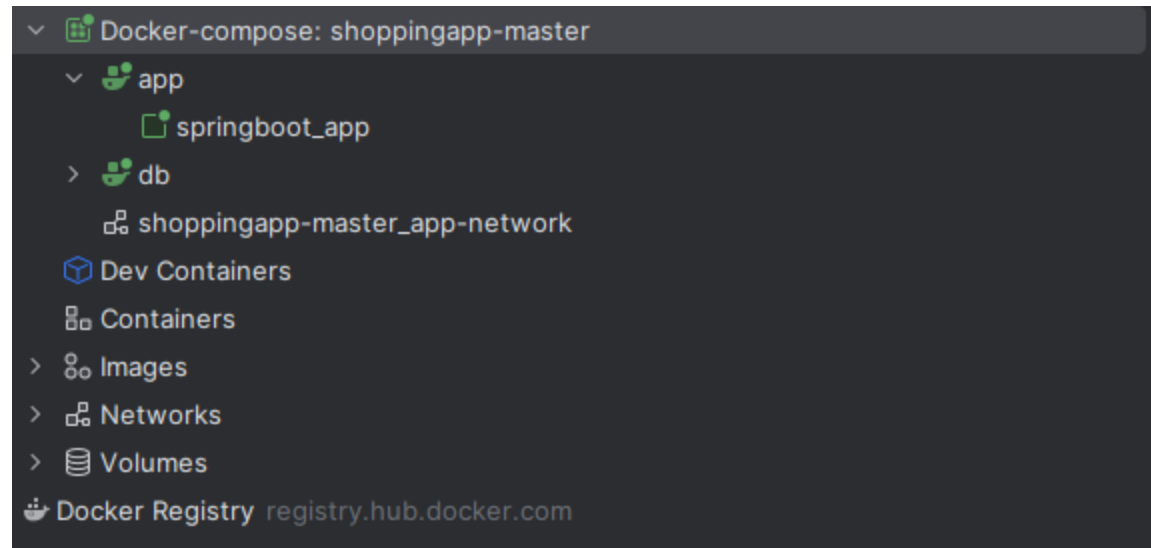 Docker-compose: shoppingapp-master
app
springboot_app
db
shoppingapp-master_app-network
Dev Containers
Containers
Images
Networks
Volumes
Docker Registry registry.hub.docker.com